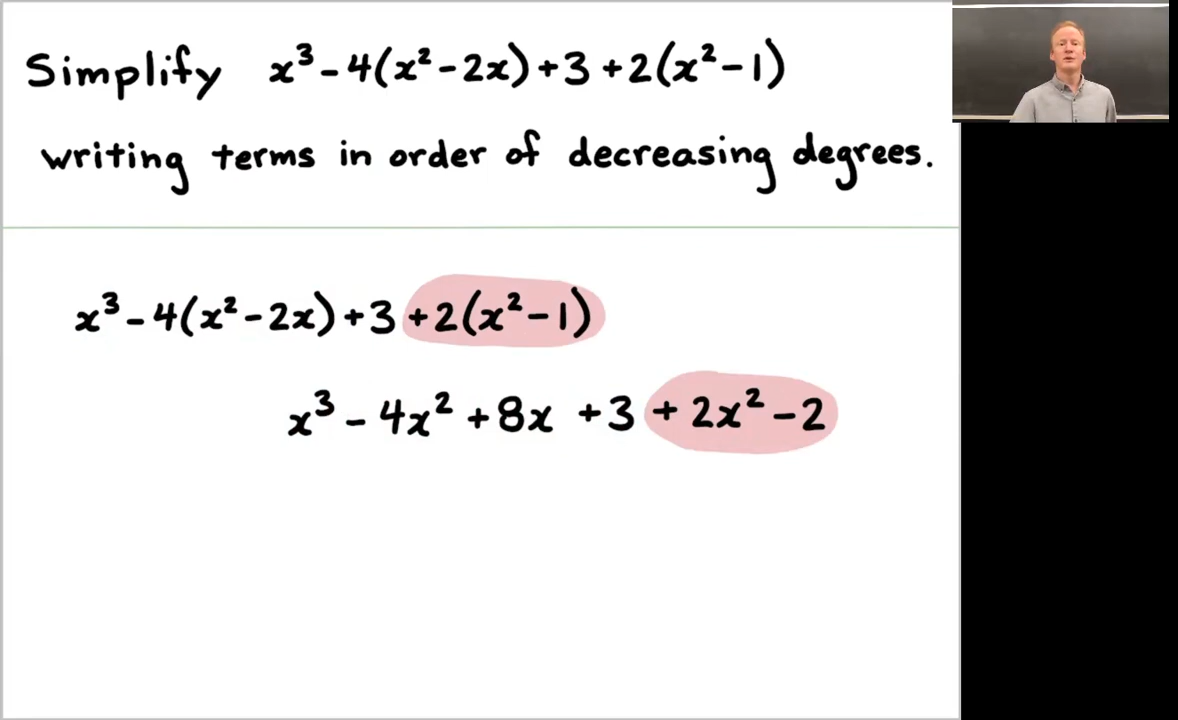 Simplify x³ - 4(x² - 2x) + 3 + 2(x² - 1)
writing terms in order of decreasing degrees.
x³ - 4(x² - 2x) + 3 + 2(x² - 1)
x³ - 4x² + 8x + 3 + 2x² - 2